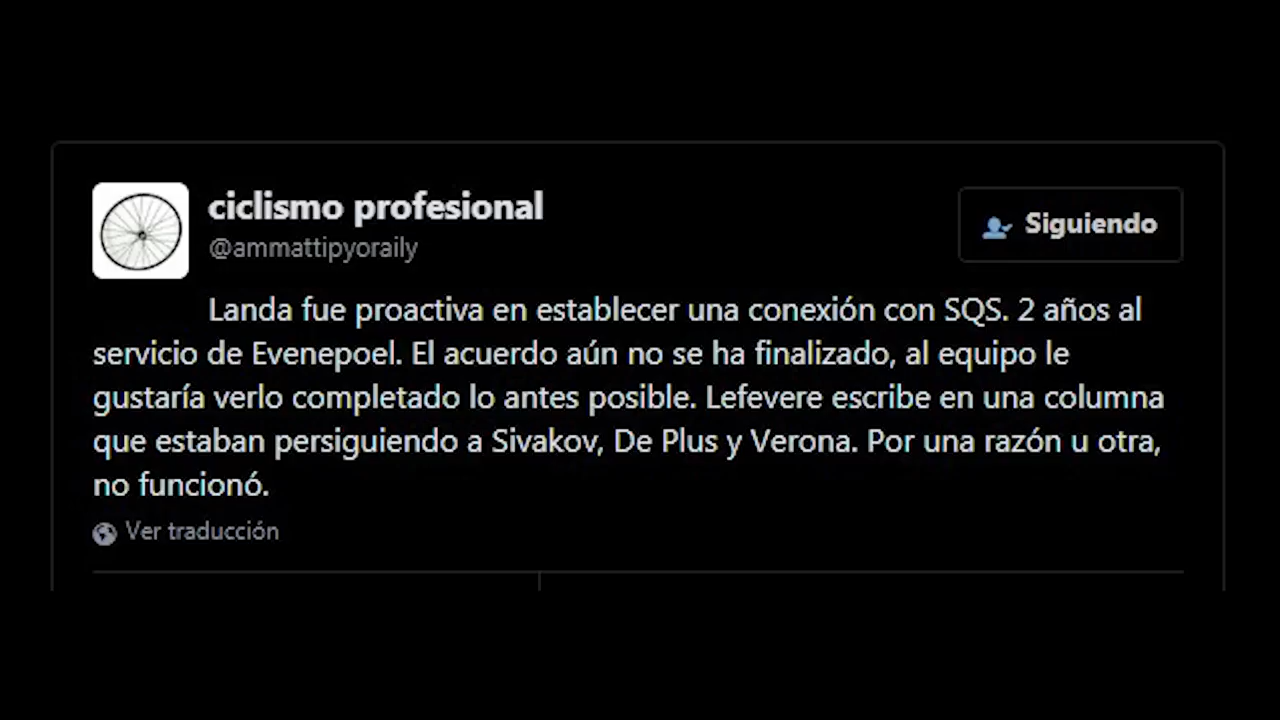 ciclismo profesional
@ammattipyoraily
Siguiendo
Landa fue proactiva en establecer una conexión con SQS. 2 años al
servicio de Evenepoel. El acuerdo aún no se ha finalizado, al equipo le
gustaría verlo completado lo antes posible. Lefevere escribe en una columna
que estaban persiguiendo a Sivakov, De Plus y Verona. Por una razón u otra,
no funcionó.
Ver traducción